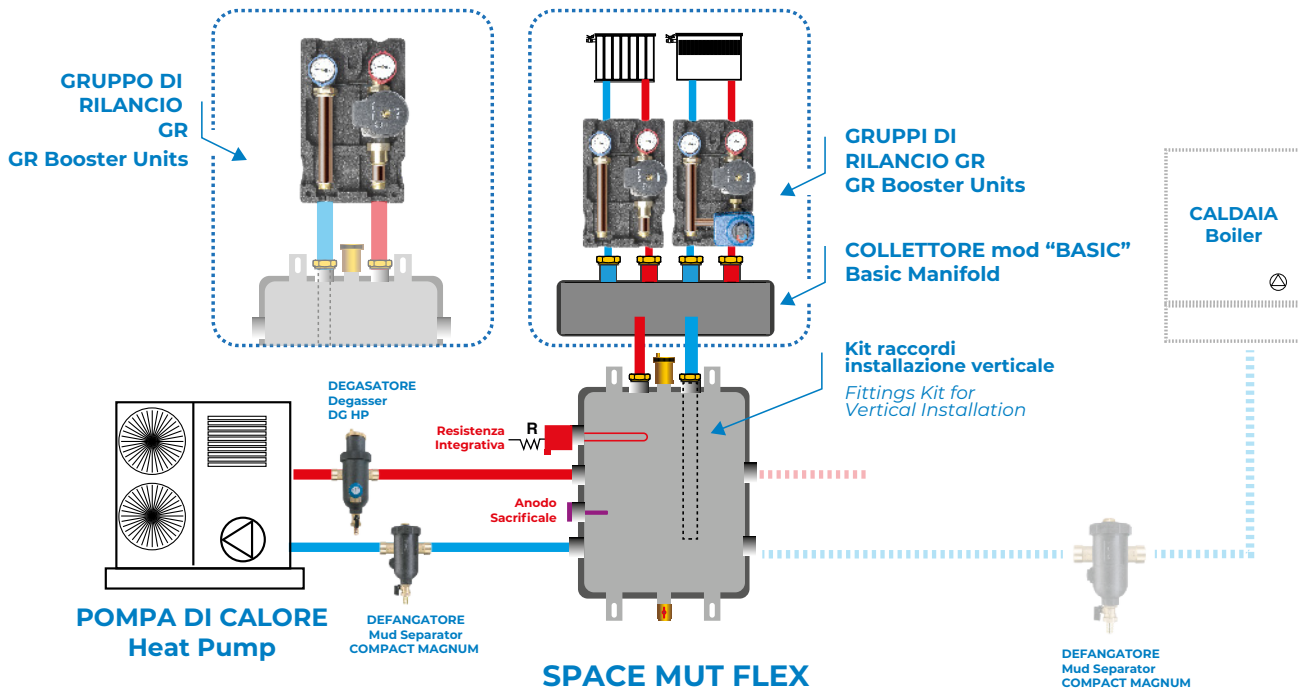 GRUPPO DI
RILANCIO
GR
GR Booster Units
GRUPPI DI
RILANCIO GR
GR Booster Units
CALDAIA
Boiler
COLLETTORE mod “BASIC”
Basic Manifold
Kit raccordi
installazione verticale
Fittings Kit for
Vertical Installation
DEGASATORE
Degasser
DG HP
Resistenza
Integrativa
R
Anodo
Sacrificale
POMPA DI CALORE
Heat Pump
DEFANGATORE
Mud Separator
COMPACT MAGNUM
SPACE MUT FLEX
DEFANGATORE
Mud Separator
COMPACT MAGNUM